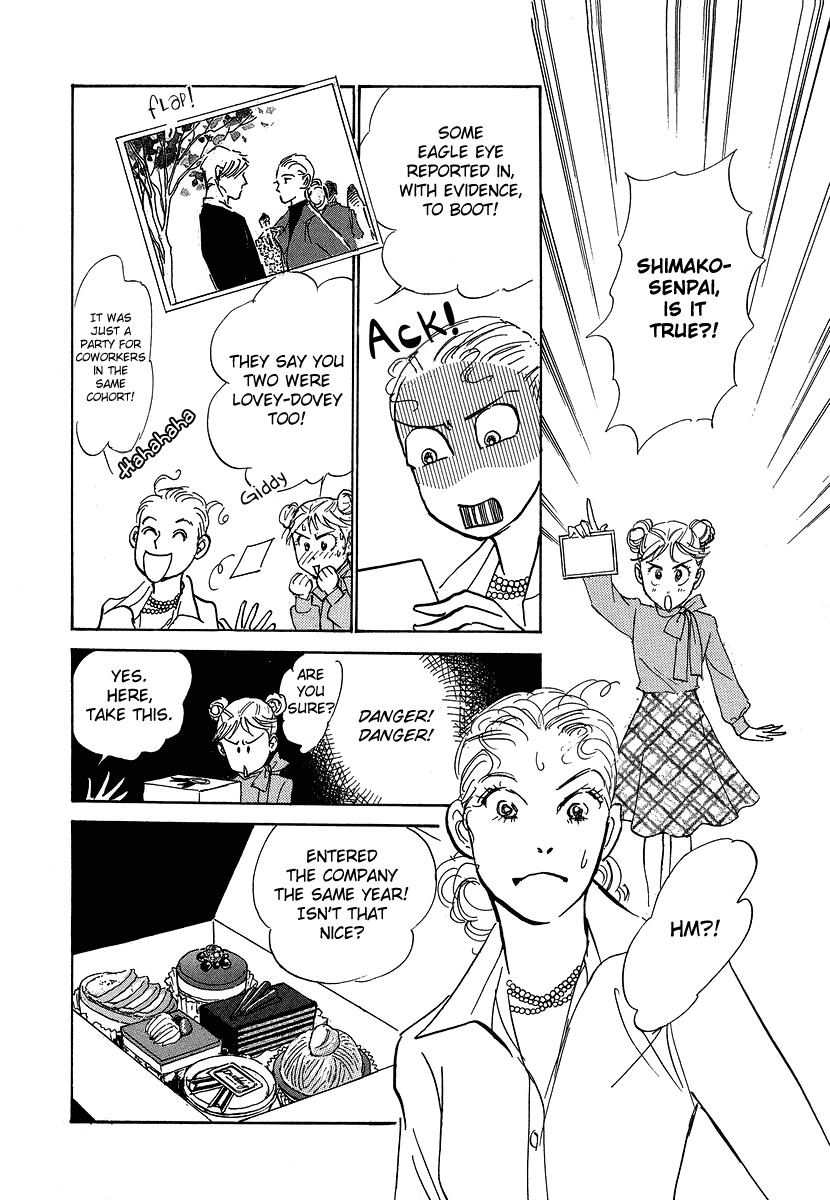 SHIMAKO-
SENPAI,
IS IT
TRUE?!
HM?!
SOME
EAGLE EYE
REPORTED IN,
WITH EVIDENCE,
TO BOOT!
ACK!
FLAP!
THEY SAY YOU
TWO WERE
LOVEY-DOVEY
TOO!
Giddy
IT WAS
JUST A
PARTY FOR
COWORKERS
IN THE
SAME
COHORT!
Hahahaha
DANGER!
DANGER!
ARE
YOU
SURE?
YES.
HERE,
TAKE THIS.
ENTERED
THE COMPANY
THE SAME YEAR!
ISN'T THAT
NICE?